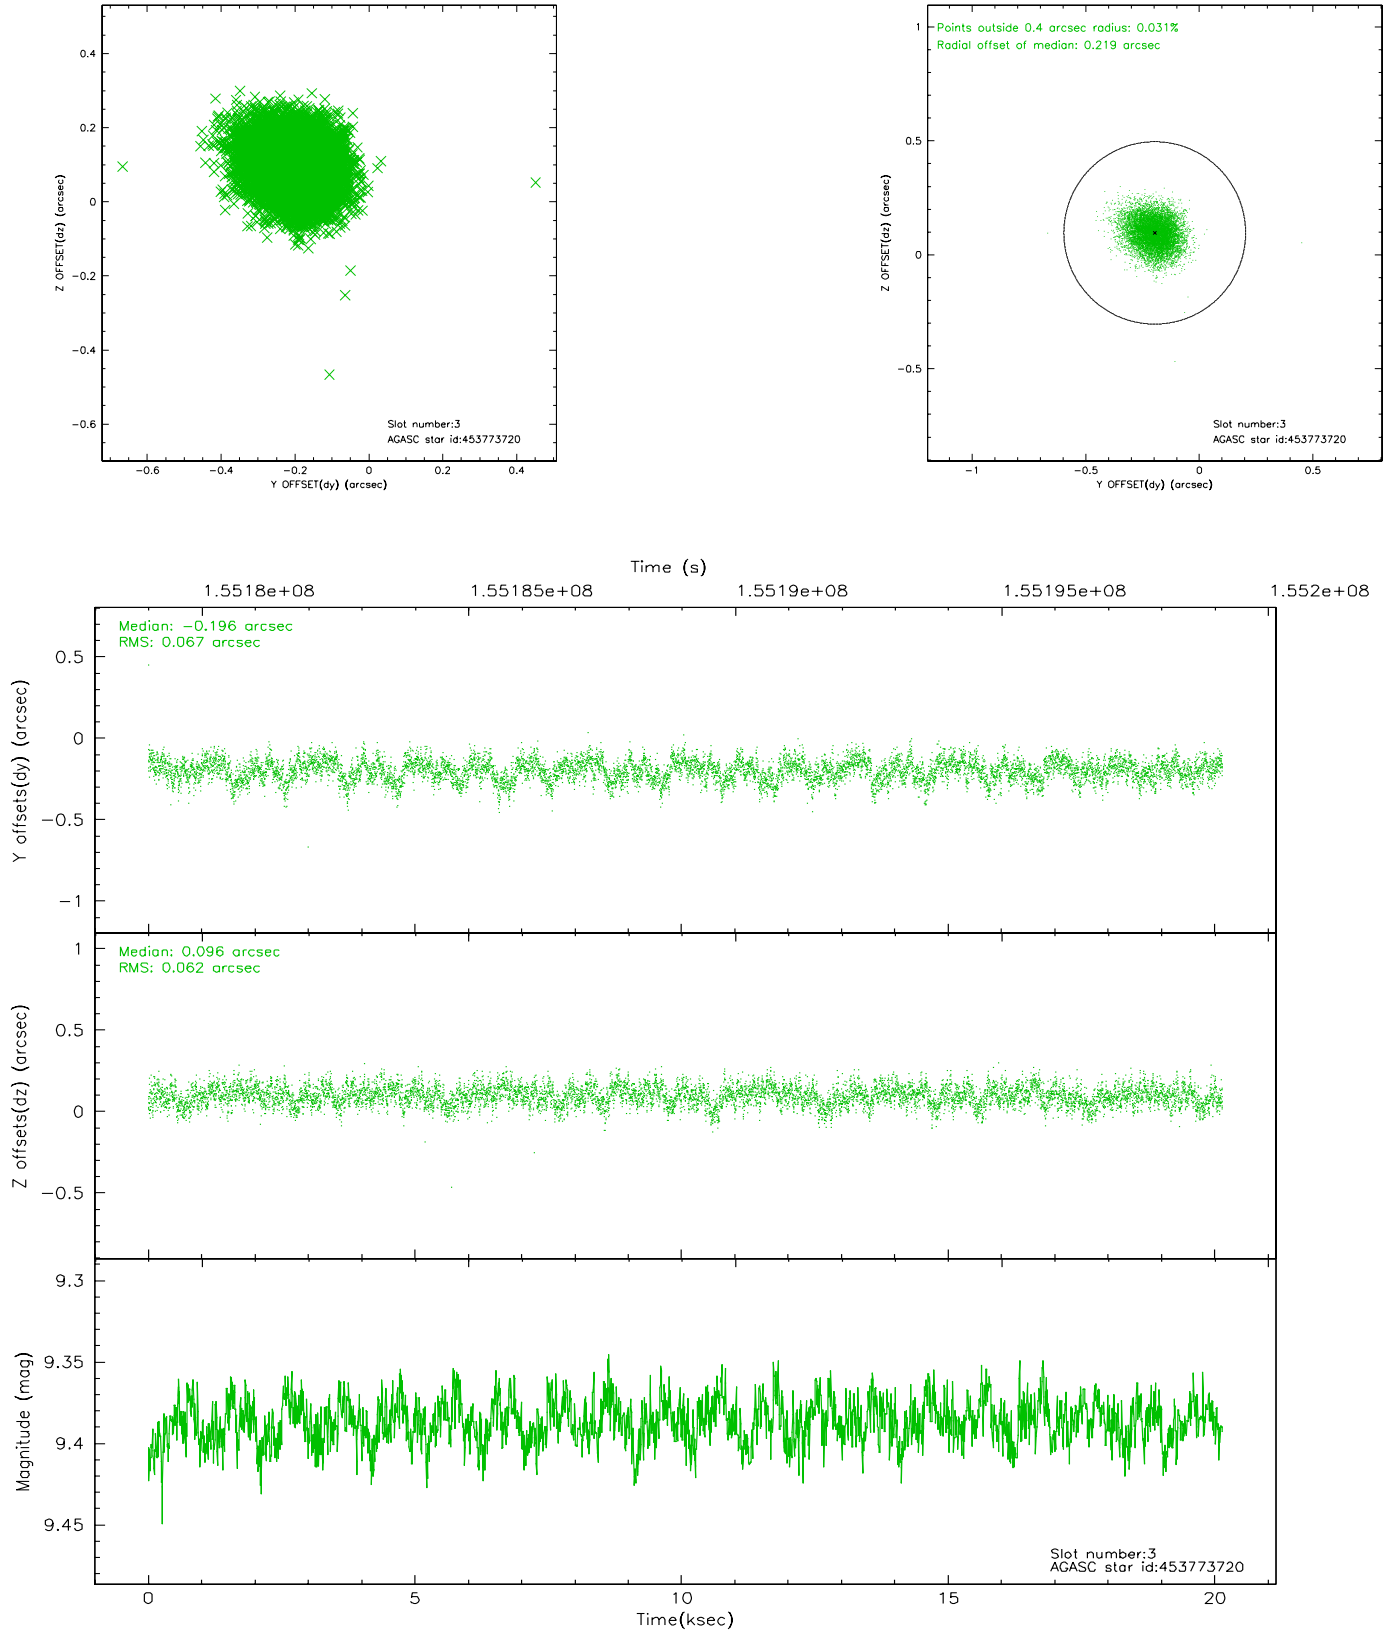 0.4
0.2
0
-0.2
-0.4
-0.6
Z OFFSET(dz) (arcsec)
Slot number:3
AGASC star id:453773720
-0.6 -0.4 -0.2 0 0.2 0.4
Y OFFSET(dy) (arcsec)
Points outside 0.4 arcsec radius: 0.031%
Radial offset of median: 0.219 arcsec
1
0.5
0
-0.5
Z OFFSET(dz) (arcsec)
Slot number:3
AGASC star id:453773720
-1 -0.5 0 0.5
Y OFFSET(dy) (arcsec)
Time (s)
1.5518e+08 1.55185e+08 1.5519e+08 1.55195e+08 1.552e+08
Median: -0.196 arcsec
RMS: 0.067 arcsec
0.5
0
-0.5
-1
Y offsets(dy) (arcsec)
Median: 0.096 arcsec
RMS: 0.062 arcsec
1
0.5
0
-0.5
Z offsets(dz) (arcsec)
9.3
9.35
9.4
9.45
Magnitude (mag)
Slot number:3
AGASC star id:453773720
0 5 10 15 20
Time(ksec)